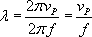 λ = 2πv_P / 2πf = v_P / f